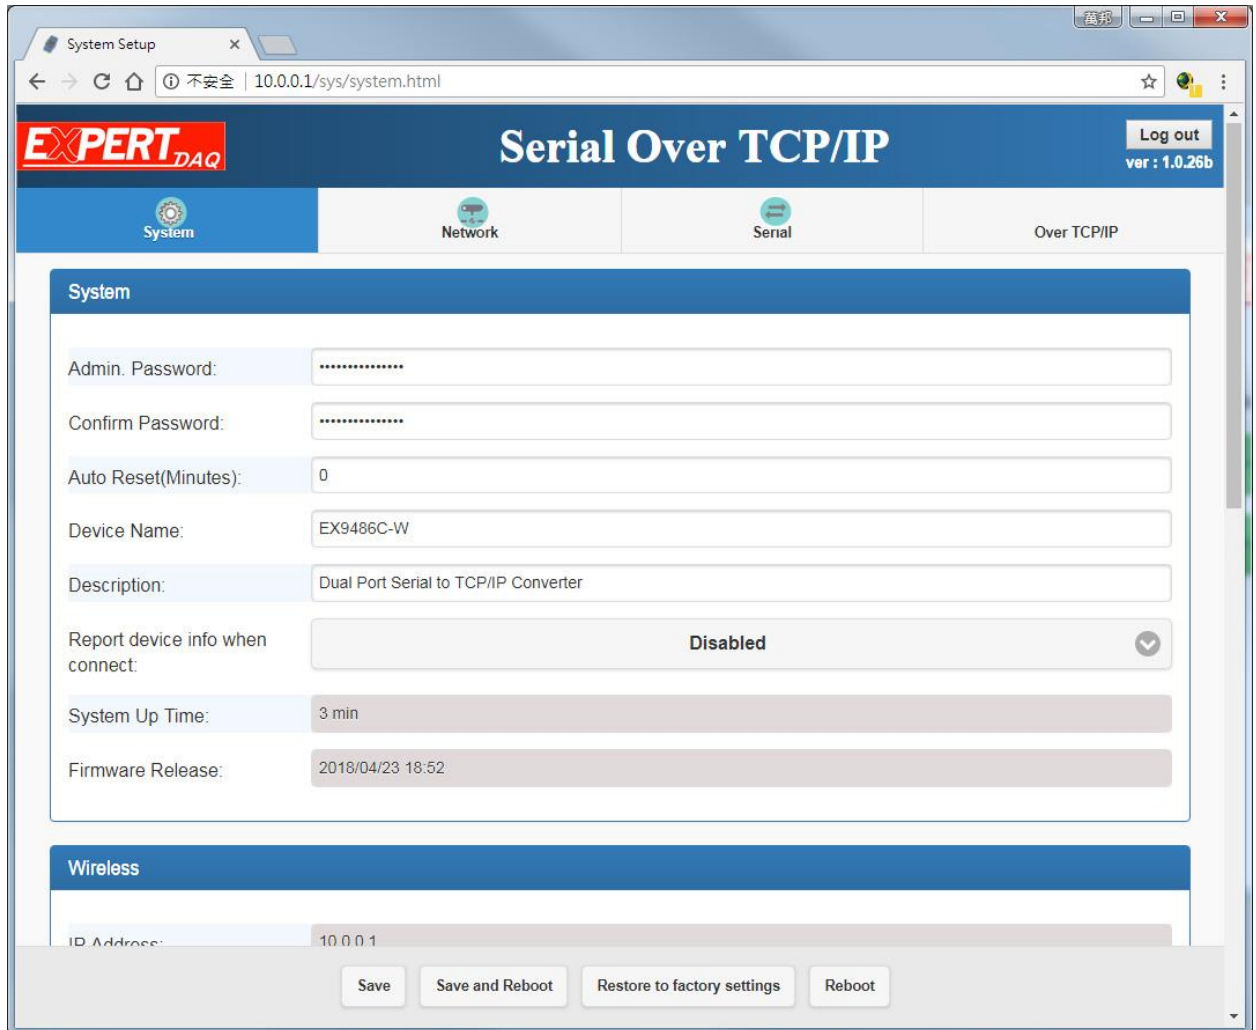 萬邦
System Setup
不安全 | 10.0.0.1/sys/system.html
EXPERT DAQ
Serial Over TCP/IP
Log out
ver : 1.0.26b
System
Network
Serial
Over TCP/IP
System
Admin. Password:
•••••••••••••••
Confirm Password:
•••••••••••••••
Auto Reset(Minutes):
0
Device Name:
EX9486C-W
Description:
Dual Port Serial to TCP/IP Converter
Report device info when
connect:
Disabled
System Up Time:
3 min
Firmware Release:
2018/04/23 18:52
Wireless
IP Address:
10.0.0.1
Save
Save and Reboot
Restore to factory settings
Reboot